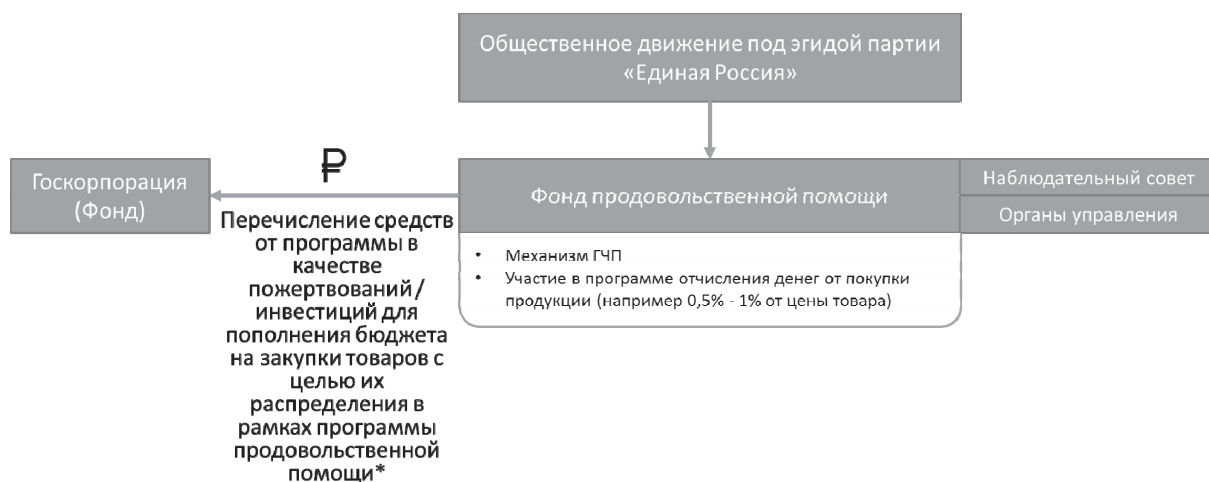 Общественное движение под эгидой партии
«Единая Россия»
₽
Госкорпорация
(Фонд)
Фонд продовольственной помощи
Наблюдательный совет
Органы управления
Перечисление средств
от программы в
качестве
пожертвований/
инвестиций для
пополнения бюджета
на закупки товаров с
целью их
распределения в
рамках программы
продовольственной
помощи*
• Механизм ГЧП
• Участие в программе отчисления денег от покупки
продукции (например 0,5% - 1% от цены товара)